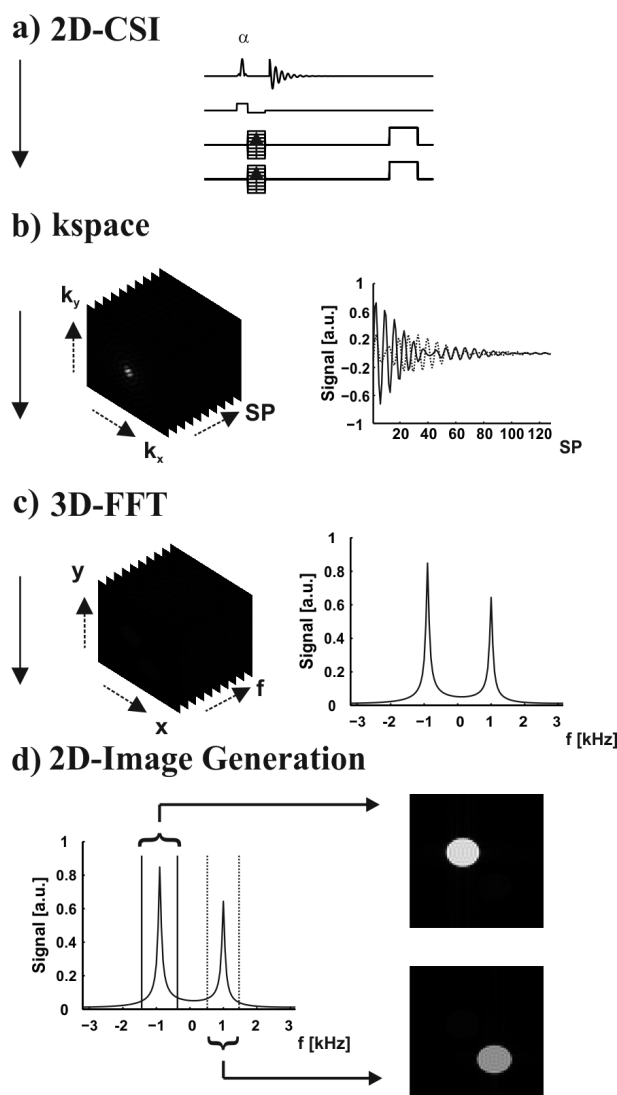 a) 2D-CSI
α
b) kspace
k_y
k_x
SP
Signal [a.u.]
1
0.6
0.2
−0.2
−0.6
−1
20 40 60 80 100 120
SP
c) 3D-FFT
y
x
f
Signal [a.u.]
1
0.8
0.6
0.4
0.2
0
−3 −2 −1 0 1 2 3
f [kHz]
d) 2D-Image Generation
Signal [a.u.]
1
0.8
0.6
0.4
0.2
0
−3 −2 −1 0 1 2 3
f [kHz]